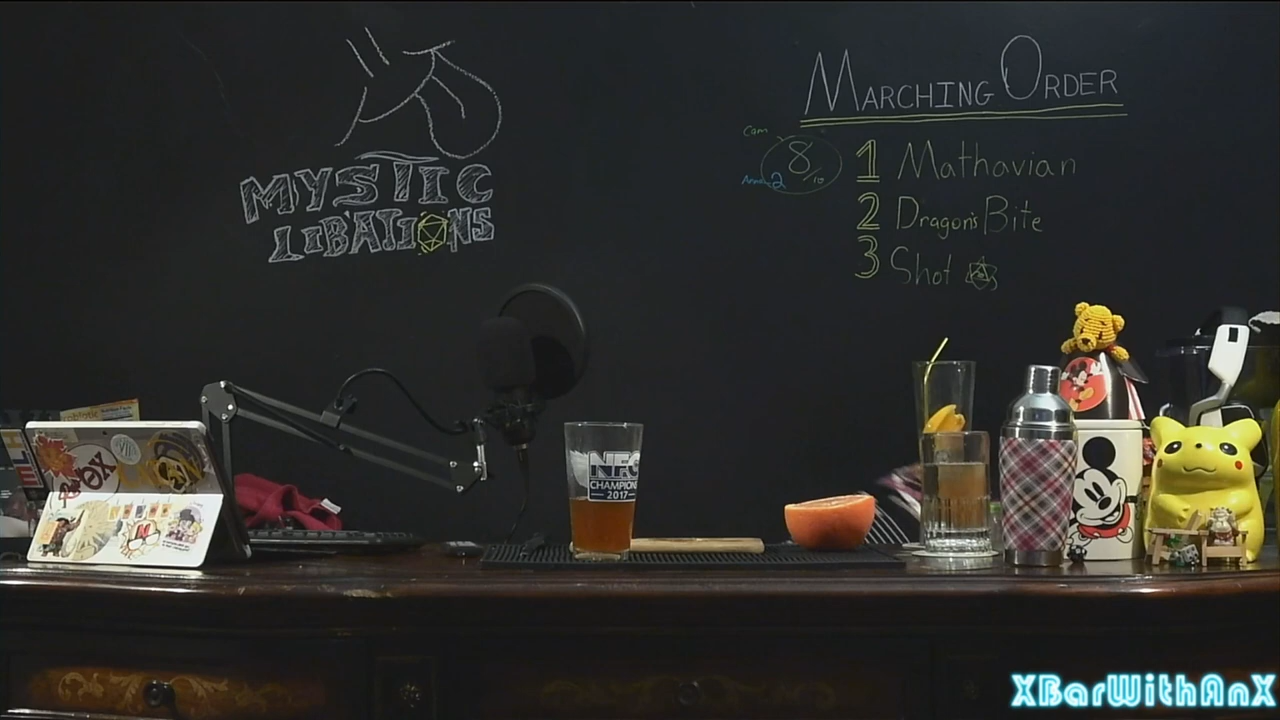 MYSTIC
LIBATIONS
MARCHING ORDER
Cam
8/10
2
1 Mathavian
2 Dragon's Bite
3 Shot
NFC
CHAMPIONS
2017
XBarWithAnX